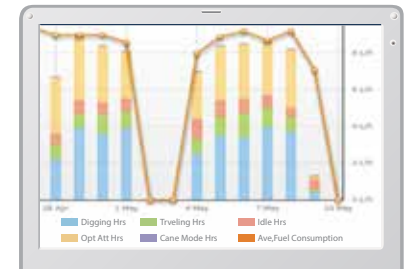 28 Apr 1 May 4 May 7 May 10 May
Digging Hrs Trveling Hrs Idle Hrs
Opt Att Hrs Cane Mode Hrs Ave,Fuel Consumption